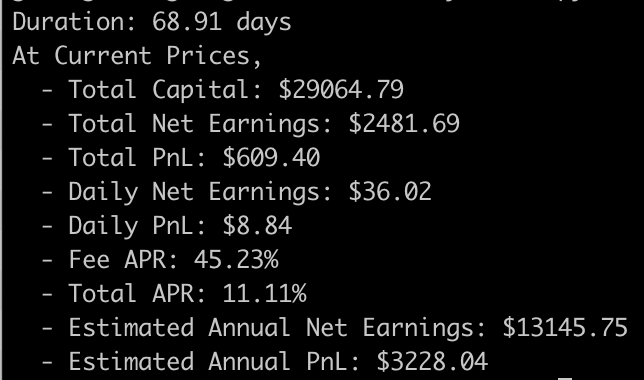 Duration: 68.91 days
At Current Prices,
- Total Capital: $29064.79
- Total Net Earnings: $2481.69
- Total PnL: $609.40
- Daily Net Earnings: $36.02
- Daily PnL: $8.84
- Fee APR: 45.23%
- Total APR: 11.11%
- Estimated Annual Net Earnings: $13145.75
- Estimated Annual PnL: $3228.04